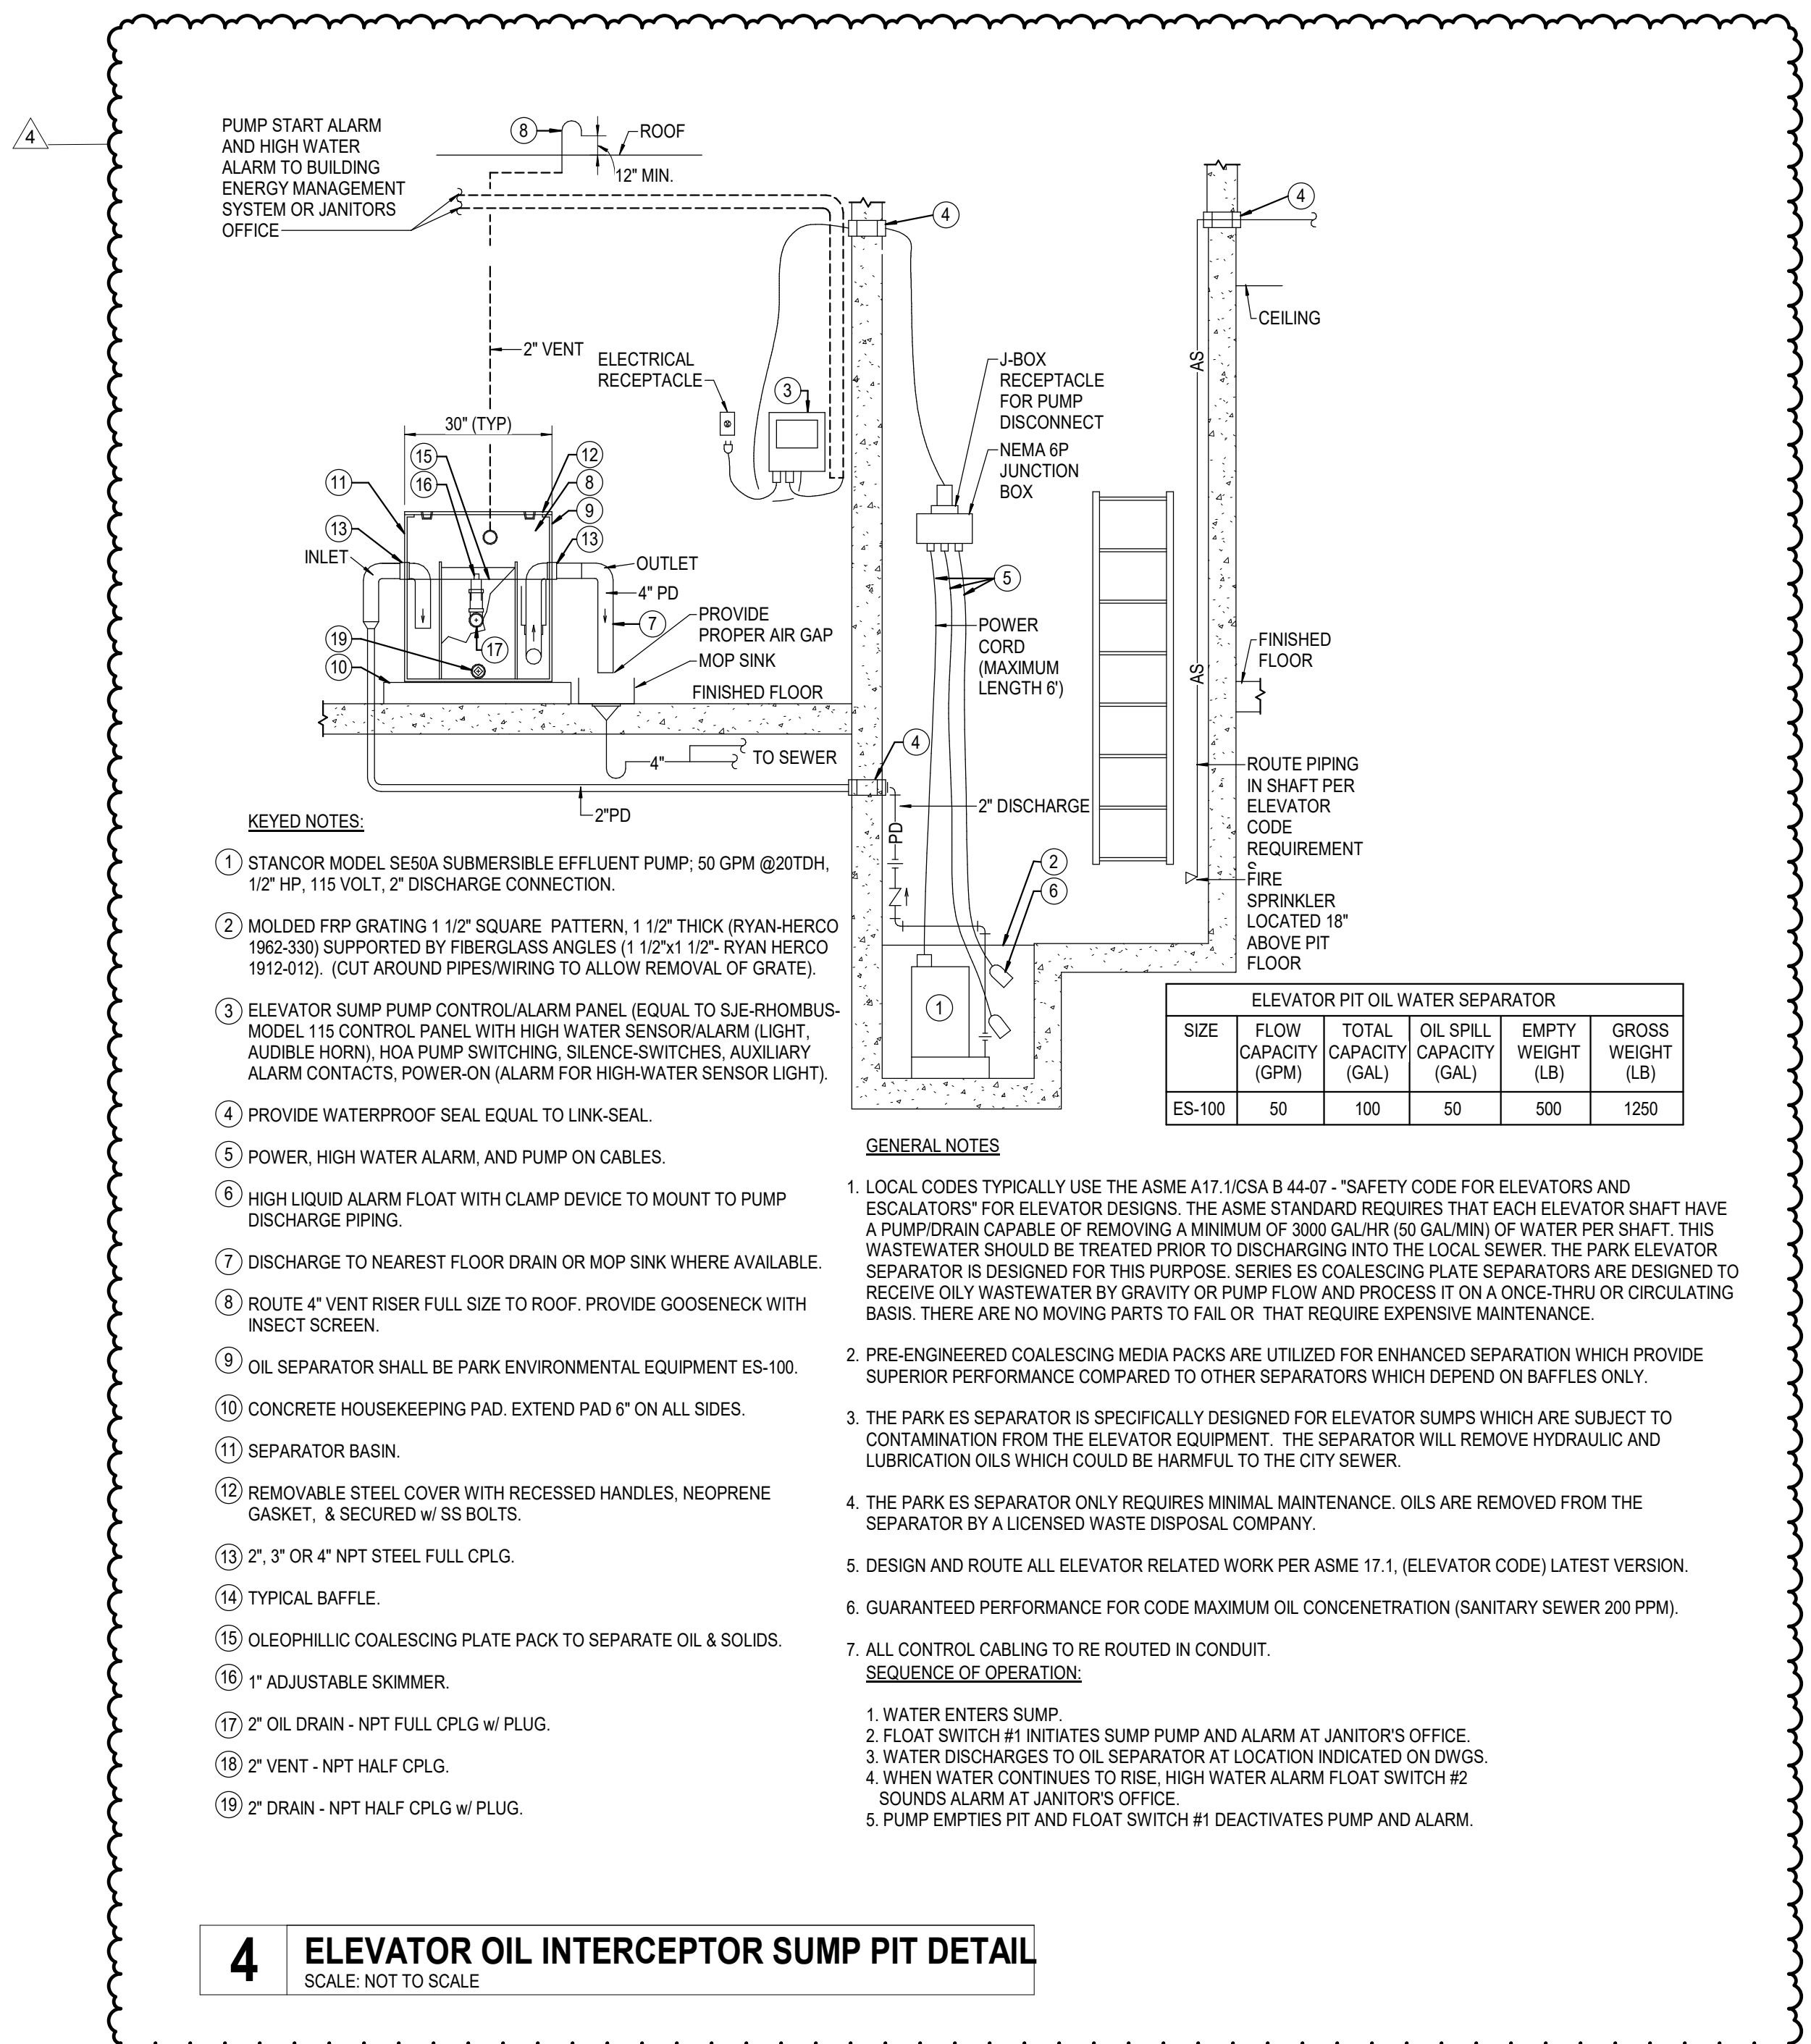 4
PUMP START ALARM
AND HIGH WATER
ALARM TO BUILDING
ENERGY MANAGEMENT
SYSTEM OR JANITORS
OFFICE
8
ROOF
12" MIN.
4
4
CEILING
2" VENT
ELECTRICAL
RECEPTACLE
3
J-BOX
RECEPTACLE
FOR PUMP
DISCONNECT
NEMA 6P
JUNCTION
BOX
AS
30" (TYP)
15
16
12
8
9
11
13
13
INLET
OUTLET
4" PD
7
PROVIDE
PROPER AIR GAP
MOP SINK
17
19
10
FINISHED FLOOR
5
POWER
CORD
(MAXIMUM
LENGTH 6')
FINISHED
FLOOR
AS
4"
TO SEWER
4
2"PD
2" DISCHARGE
PD
2
6
1
ROUTE PIPING
IN SHAFT PER
ELEVATOR
CODE
REQUIREMENT
S
FIRE
SPRINKLER
LOCATED 18"
ABOVE PIT
FLOOR
KEYED NOTES:
1 STANCOR MODEL SE50A SUBMERSIBLE EFFLUENT PUMP; 50 GPM @20TDH,
1/2" HP, 115 VOLT, 2" DISCHARGE CONNECTION.
2 MOLDED FRP GRATING 1 1/2" SQUARE PATTERN, 1 1/2" THICK (RYAN-HERCO
1962-330) SUPPORTED BY FIBERGLASS ANGLES (1 1/2"x1 1/2"- RYAN HERCO
1912-012). (CUT AROUND PIPES/WIRING TO ALLOW REMOVAL OF GRATE).
3 ELEVATOR SUMP PUMP CONTROL/ALARM PANEL (EQUAL TO SJE-RHOMBUS-
MODEL 115 CONTROL PANEL WITH HIGH WATER SENSOR/ALARM (LIGHT,
AUDIBLE HORN), HOA PUMP SWITCHING, SILENCE-SWITCHES, AUXILIARY
ALARM CONTACTS, POWER-ON (ALARM FOR HIGH-WATER SENSOR LIGHT).
4 PROVIDE WATERPROOF SEAL EQUAL TO LINK-SEAL.
5 POWER, HIGH WATER ALARM, AND PUMP ON CABLES.
6 HIGH LIQUID ALARM FLOAT WITH CLAMP DEVICE TO MOUNT TO PUMP
DISCHARGE PIPING.
7 DISCHARGE TO NEAREST FLOOR DRAIN OR MOP SINK WHERE AVAILABLE.
8 ROUTE 4" VENT RISER FULL SIZE TO ROOF. PROVIDE GOOSENECK WITH
INSECT SCREEN.
9 OIL SEPARATOR SHALL BE PARK ENVIRONMENTAL EQUIPMENT ES-100.
10 CONCRETE HOUSEKEEPING PAD. EXTEND PAD 6" ON ALL SIDES.
11 SEPARATOR BASIN.
12 REMOVABLE STEEL COVER WITH RECESSED HANDLES, NEOPRENE
GASKET, & SECURED w/ SS BOLTS.
13 2", 3" OR 4" NPT STEEL FULL CPLG.
14 TYPICAL BAFFLE.
15 OLEOPHILLIC COALESCING PLATE PACK TO SEPARATE OIL & SOLIDS.
16 1" ADJUSTABLE SKIMMER.
17 2" OIL DRAIN - NPT FULL CPLG w/ PLUG.
18 2" VENT - NPT HALF CPLG.
19 2" DRAIN - NPT HALF CPLG w/ PLUG.
ELEVATOR PIT OIL WATER SEPARATOR
SIZE FLOW CAPACITY (GPM) TOTAL CAPACITY (GAL) OIL SPILL CAPACITY (GAL) EMPTY WEIGHT (LB) GROSS WEIGHT (LB)
ES-100 50 100 50 500 1250
GENERAL NOTES
1. LOCAL CODES TYPICALLY USE THE ASME A17.1/CSA B 44-07 - "SAFETY CODE FOR ELEVATORS AND
ESCALATORS" FOR ELEVATOR DESIGNS. THE ASME STANDARD REQUIRES THAT EACH ELEVATOR SHAFT HAVE
A PUMP/DRAIN CAPABLE OF REMOVING A MINIMUM OF 3000 GAL/HR (50 GAL/MIN) OF WATER PER SHAFT. THIS
WASTEWATER SHOULD BE TREATED PRIOR TO DISCHARGING INTO THE LOCAL SEWER. THE PARK ELEVATOR
SEPARATOR IS DESIGNED FOR THIS PURPOSE. SERIES ES COALESCING PLATE SEPARATORS ARE DESIGNED TO
RECEIVE OILY WASTEWATER BY GRAVITY OR PUMP FLOW AND PROCESS IT ON A ONCE-THRU OR CIRCULATING
BASIS. THERE ARE NO MOVING PARTS TO FAIL OR THAT REQUIRE EXPENSIVE MAINTENANCE.
2. PRE-ENGINEERED COALESCING MEDIA PACKS ARE UTILIZED FOR ENHANCED SEPARATION WHICH PROVIDE
SUPERIOR PERFORMANCE COMPARED TO OTHER SEPARATORS WHICH DEPEND ON BAFFLES ONLY.
3. THE PARK ES SEPARATOR IS SPECIFICALLY DESIGNED FOR ELEVATOR SUMPS WHICH ARE SUBJECT TO
CONTAMINATION FROM THE ELEVATOR EQUIPMENT. THE SEPARATOR WILL REMOVE HYDRAULIC AND
LUBRICATION OILS WHICH COULD BE HARMFUL TO THE CITY SEWER.
4. THE PARK ES SEPARATOR ONLY REQUIRES MINIMAL MAINTENANCE. OILS ARE REMOVED FROM THE
SEPARATOR BY A LICENSED WASTE DISPOSAL COMPANY.
5. DESIGN AND ROUTE ALL ELEVATOR RELATED WORK PER ASME 17.1, (ELEVATOR CODE) LATEST VERSION.
6. GUARANTEED PERFORMANCE FOR CODE MAXIMUM OIL CONCENETRATION (SANITARY SEWER 200 PPM).
7. ALL CONTROL CABLING TO RE ROUTED IN CONDUIT.
SEQUENCE OF OPERATION:
1. WATER ENTERS SUMP.
2. FLOAT SWITCH #1 INITIATES SUMP PUMP AND ALARM AT JANITOR'S OFFICE.
3. WATER DISCHARGES TO OIL SEPARATOR AT LOCATION INDICATED ON DWGS.
4. WHEN WATER CONTINUES TO RISE, HIGH WATER ALARM FLOAT SWITCH #2
SOUNDS ALARM AT JANITOR'S OFFICE.
5. PUMP EMPTIES PIT AND FLOAT SWITCH #1 DEACTIVATES PUMP AND ALARM.
4 ELEVATOR OIL INTERCEPTOR SUMP PIT DETAIL
SCALE: NOT TO SCALE